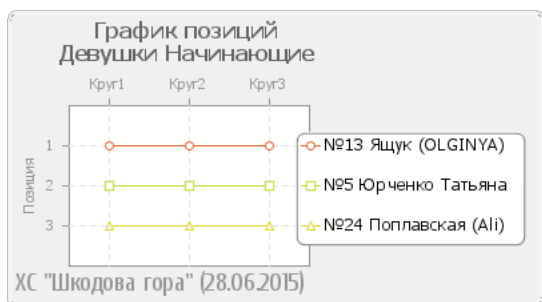 График позиций
Девушки Начинающие
Круг1 Круг2 Круг3
Позиция
1
2
3
№13 Ящук (OLGINYA)
№5 Юрченко Татьяна
№24 Поплавская (Ali)
ХС "Шкодова гора" (28.06.2015)